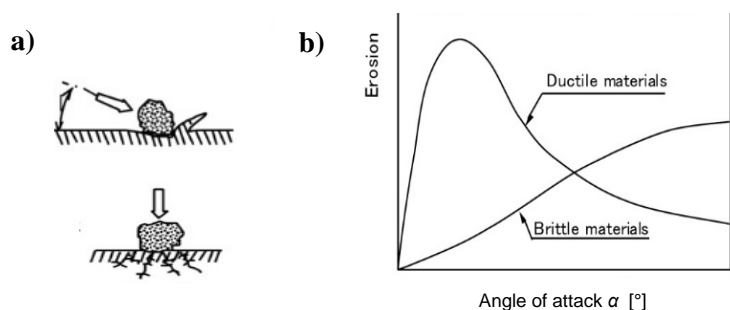 a)
b)
Erosion
Ductile materials
Brittle materials
Angle of attack α [°]